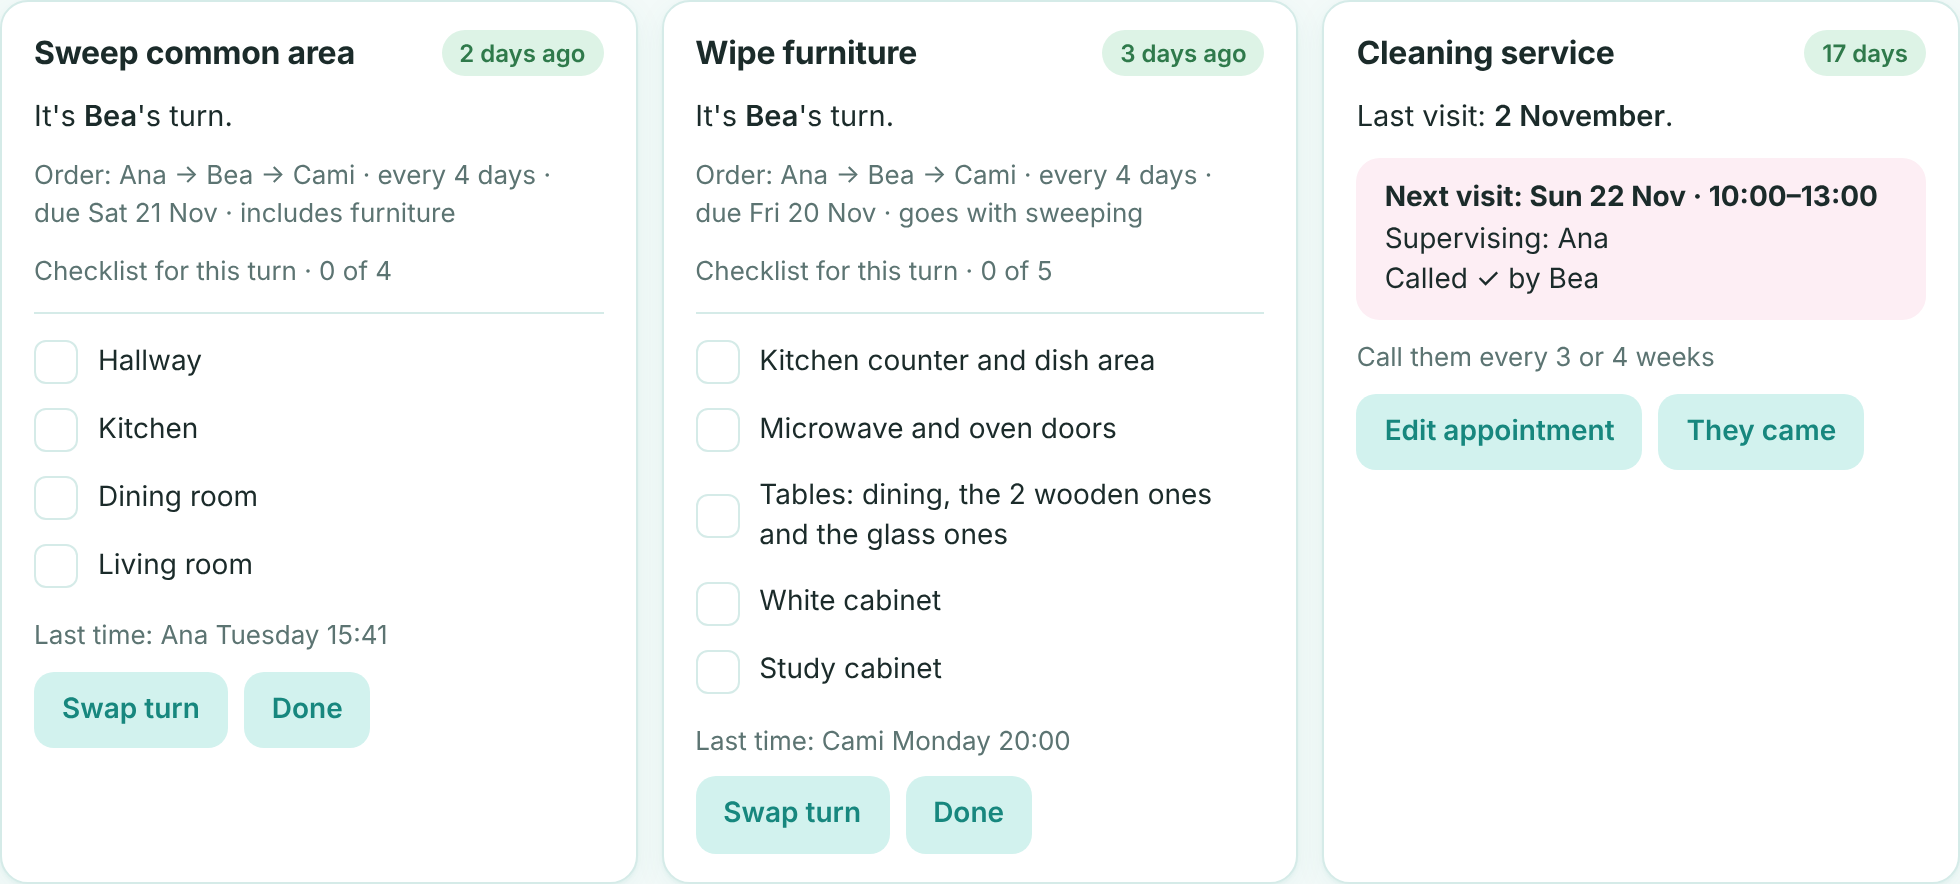 Sweep common area
2 days ago
It's Bea's turn.
Order: Ana → Bea → Cami · every 4 days ·
due Sat 21 Nov · includes furniture
Checklist for this turn · 0 of 4
Hallway
Kitchen
Dining room
Living room
Last time: Ana Tuesday 15:41
Swap turn
Done
Wipe furniture
3 days ago
It's Bea's turn.
Order: Ana → Bea → Cami · every 4 days ·
due Fri 20 Nov · goes with sweeping
Checklist for this turn · 0 of 5
Kitchen counter and dish area
Microwave and oven doors
Tables: dining, the 2 wooden ones
and the glass ones
White cabinet
Study cabinet
Last time: Cami Monday 20:00
Swap turn
Done
Cleaning service
17 days
Last visit: 2 November.
Next visit: Sun 22 Nov · 10:00–13:00
Supervising: Ana
Called ✓ by Bea
Call them every 3 or 4 weeks
Edit appointment
They came